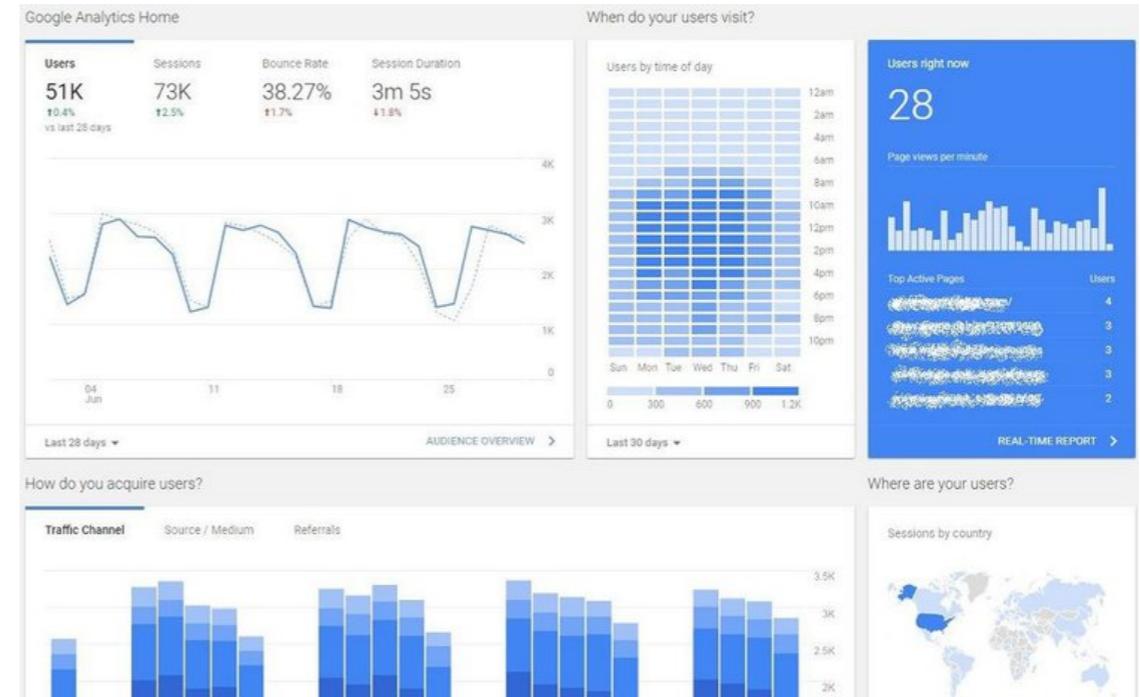 Google Analytics Home
When do your users visit?
Users
Sessions
Bounce Rate
Session Duration
51K
73K
38.27%
3m 5s
↑0.4%
↑2.5%
↑1.7%
↓1.8%
vs last 28 days
4K
3K
2K
1K
0
04
Jun
11
18
25
Last 28 days
AUDIENCE OVERVIEW
Users by time of day
12am
2am
4am
6am
8am
10am
12pm
2pm
4pm
6pm
8pm
10pm
Sun Mon Tue Wed Thu Fri Sat
0 300 600 900 1.2K
Last 30 days
Users right now
28
Page views per minute
Top Active Pages Users
4
3
3
3
2
REAL-TIME REPORT
How do you acquire users?
Where are your users?
Traffic Channel
Source / Medium
Referrals
3.5K
3K
2.5K
2K
Sessions by country